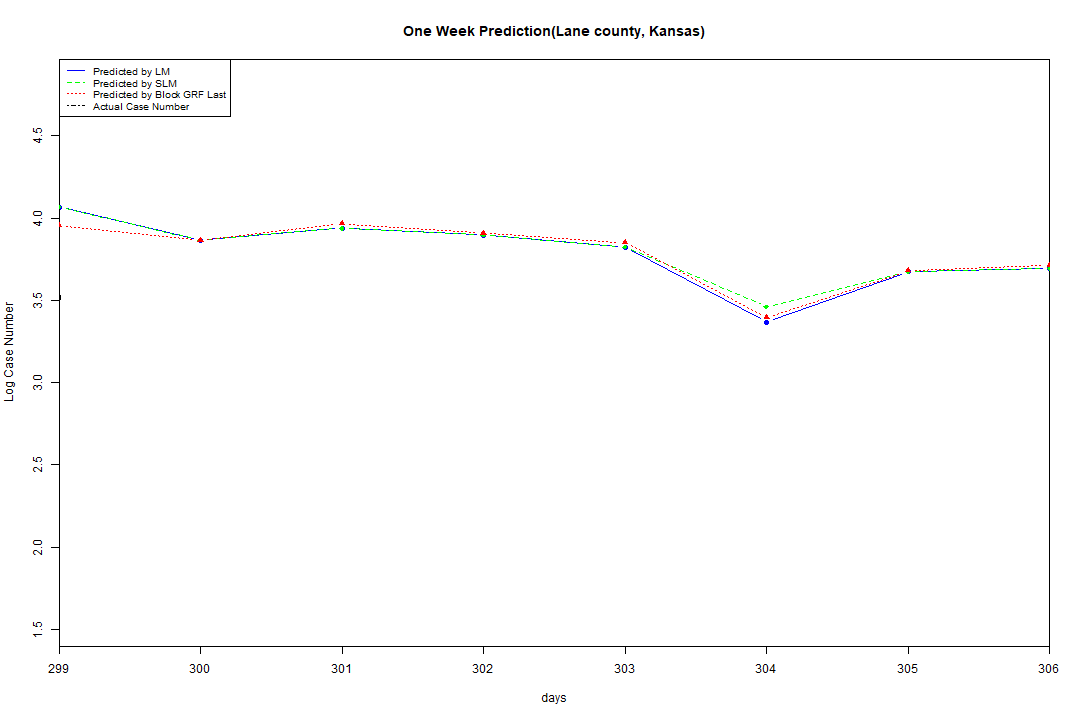 One Week Prediction(Lane county, Kansas)
Predicted by LM
Predicted by SLM
Predicted by Block GRF Last
Actual Case Number
4.5
4.0
3.5
3.0
2.5
2.0
1.5
Log Case Number
299 300 301 302 303 304 305 306
days